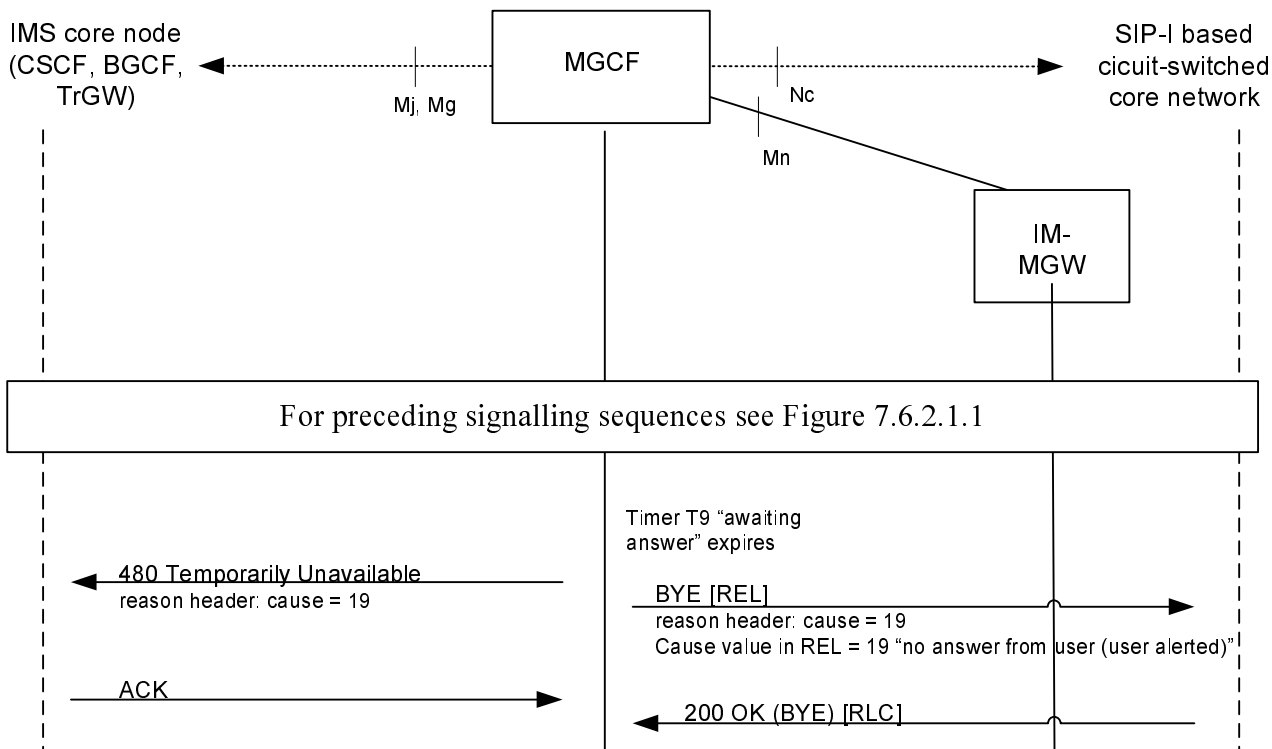 IMS core node
(CSCF, BGCF,
TrGW)
MGCF
SIP-I based
cicuit-switched
core network
Mj, Mg
Nc
Mn
IM-
MGW
For preceding signalling sequences see Figure 7.6.2.1.1
Timer T9 “awaiting
answer” expires
480 Temporarily Unavailable
reason header: cause = 19
BYE [REL]
reason header: cause = 19
Cause value in REL = 19 “no answer from user (user alerted)”
ACK
200 OK (BYE) [RLC]